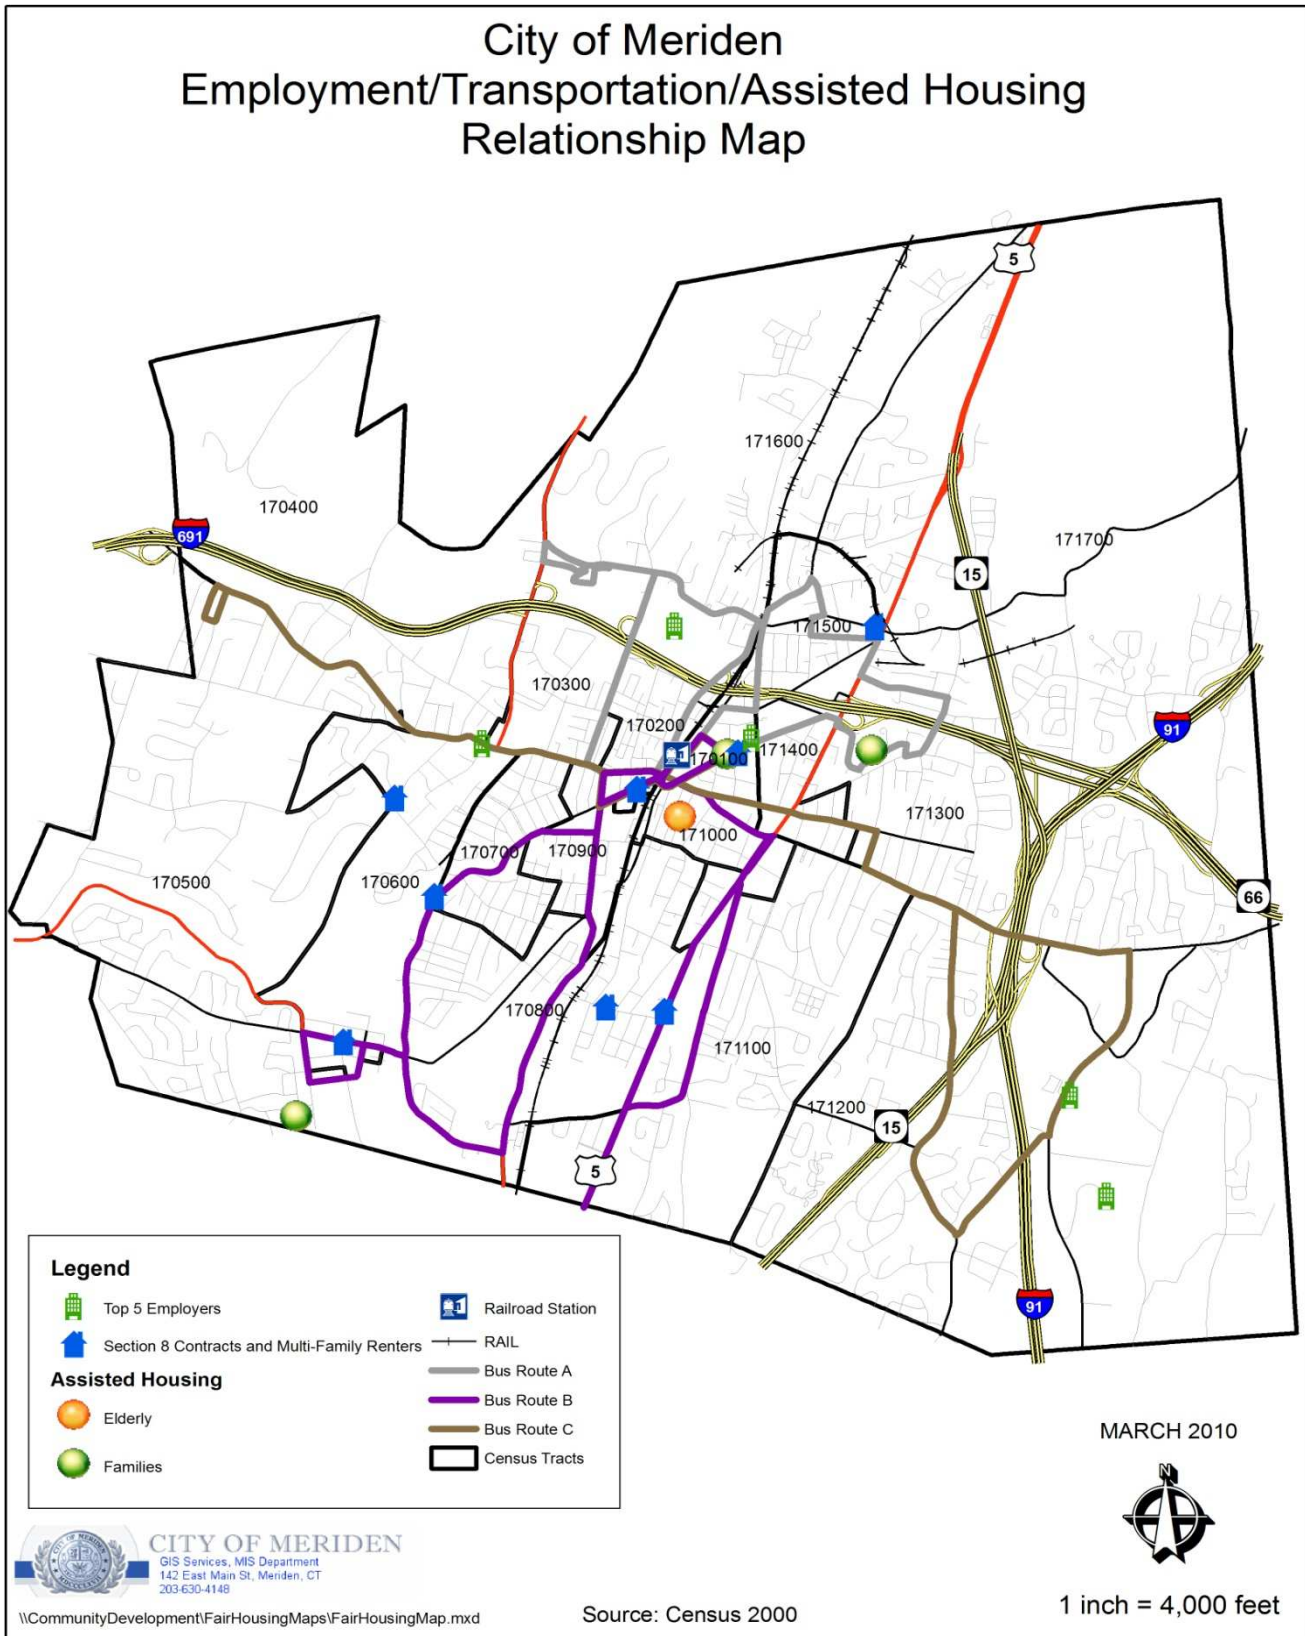 City of Meriden
Employment/Transportation/Assisted Housing
Relationship Map
5
171600
170400
691
171700
15
171500
170300
91
170200
171400
170100
171300
171000
170700
170900
170600
170500
66
170800
171100
171200
15
5
91
Legend
Top 5 Employers
Section 8 Contracts and Multi-Family Renters
Assisted Housing
Elderly
Families
Railroad Station
RAIL
Bus Route A
Bus Route B
Bus Route C
Census Tracts
MARCH 2010
N
1 inch = 4,000 feet
CITY OF MERIDEN
GIS Services, MIS Department
142 East Main St, Meriden, CT
203-630-4148
\\CommunityDevelopment\FairHousingMaps\FairHousingMap.mxd
Source: Census 2000